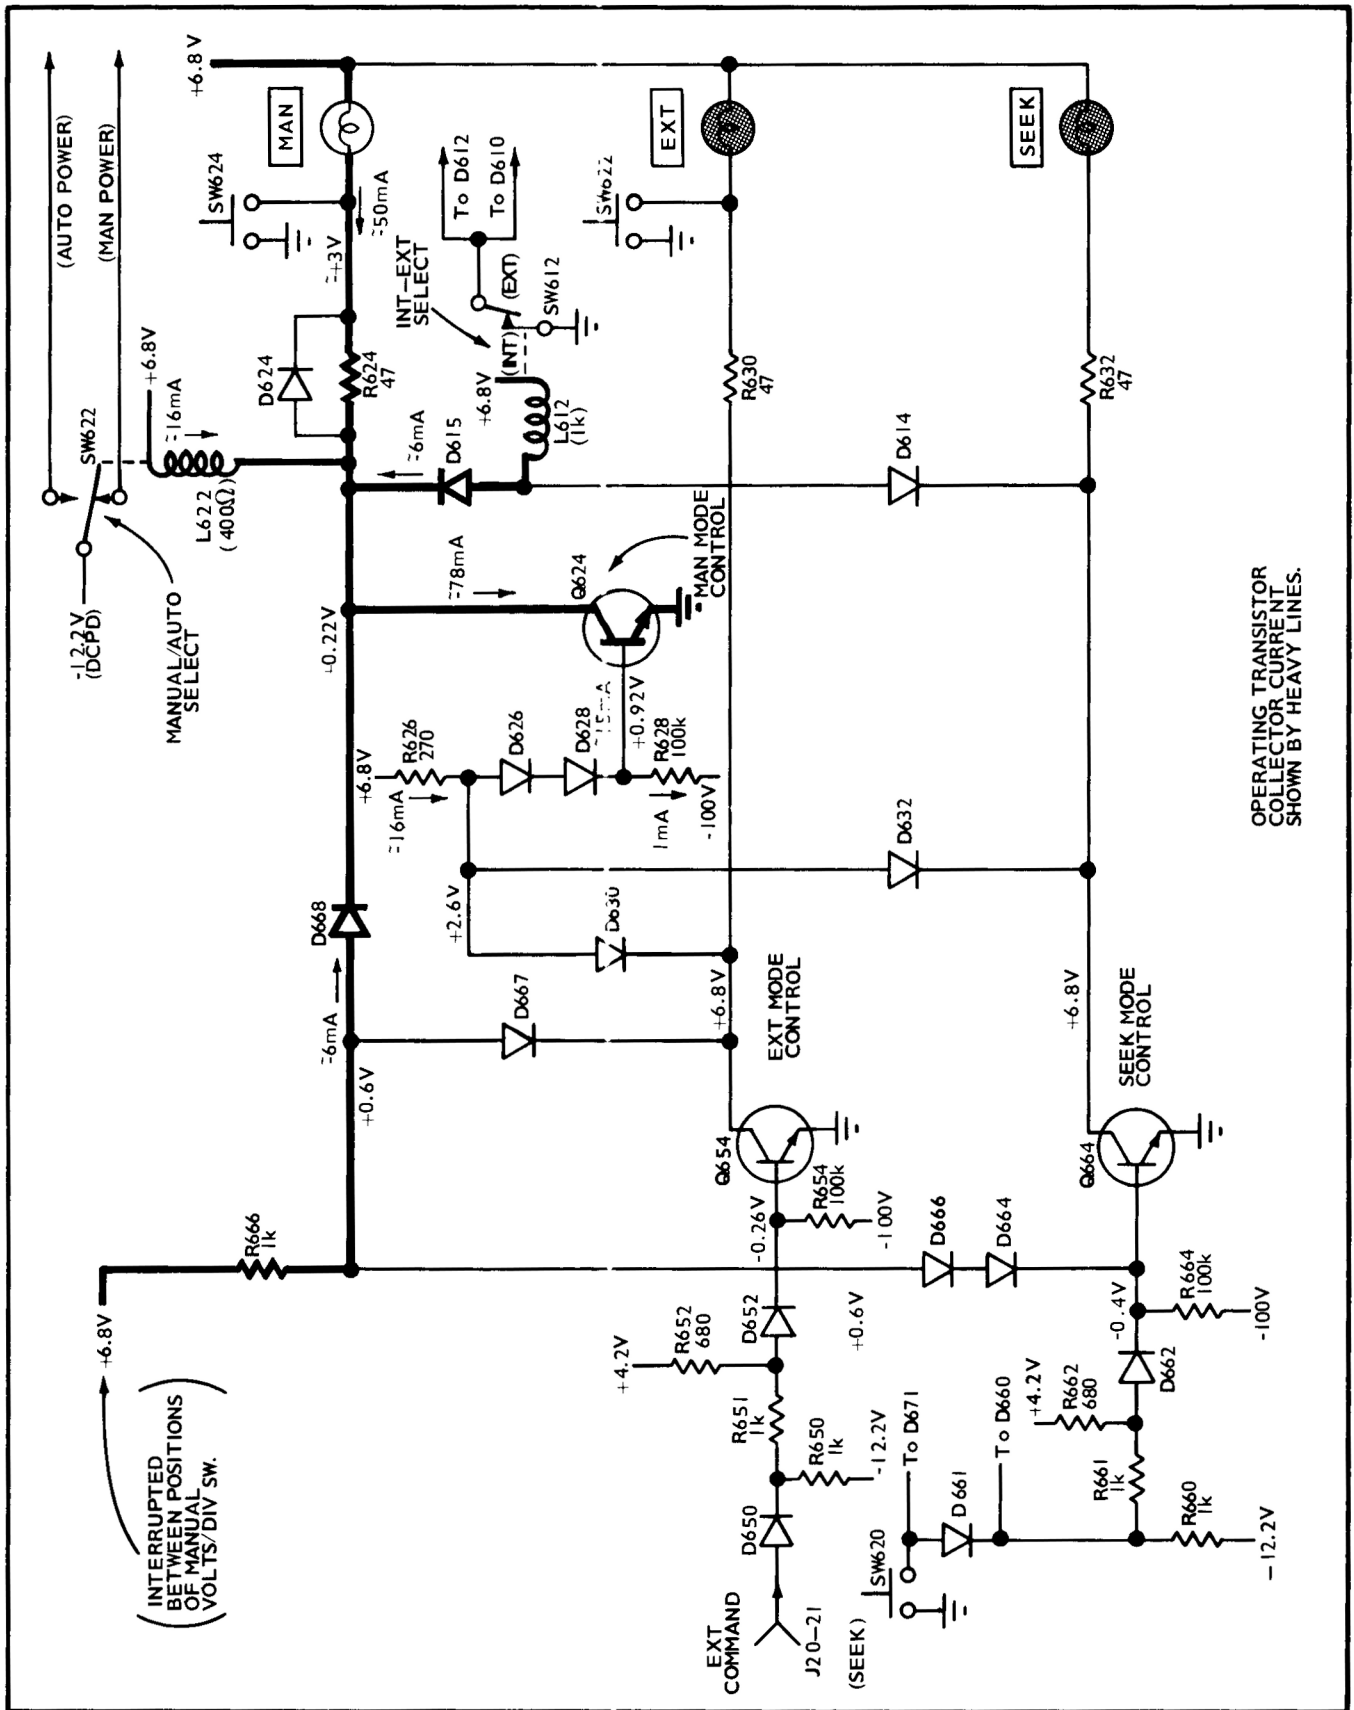 (AUTO POWER)
(MAN POWER)
+6.8V
MAN
SW624
≈50mA
≈+3V
D624
R624
47
+6.8V
≈16mA
SW622
L622
(400Ω)
-12.2V
(DCPD)
MANUAL/AUTO
SELECT
To D612
To D610
INT-EXT
SELECT
(EXT)
(INT)
SW612
+6.8V
L612
(1k)
≈6mA
D615
EXT
SW622
R630
47
SEEK
R632
47
D614
+0.22V
≈78mA
Q624
MAN MODE
CONTROL
+6.8V
R626
270
≈16mA
D626
D628
+0.92V
R628
100k
1mA
-100V
+2.6V
D630
D632
D668
≈6mA
+0.6V
D667
+6.8V
EXT MODE
CONTROL
Q654
+6.8V
SEEK MODE
CONTROL
Q664
R666
1k
+6.8V
(INTERRUPTED
BETWEEN POSITIONS
OF MANUAL
VOLTS/DIV SW.)
-0.26V
R654
100k
-100V
D666
D664
+4.2V
R652
680
D652
+0.6V
R651
1k
R650
1k
-12.2V
D650
EXT
COMMAND
J20-21
(SEEK)
SW620
To D671
D661
To D660
-0.4V
R664
100k
-100V
D662
+4.2V
R662
680
R661
1k
R660
1k
-12.2V
OPERATING TRANSISTOR
COLLECTOR CURRENT
SHOWN BY HEAVY LINES.